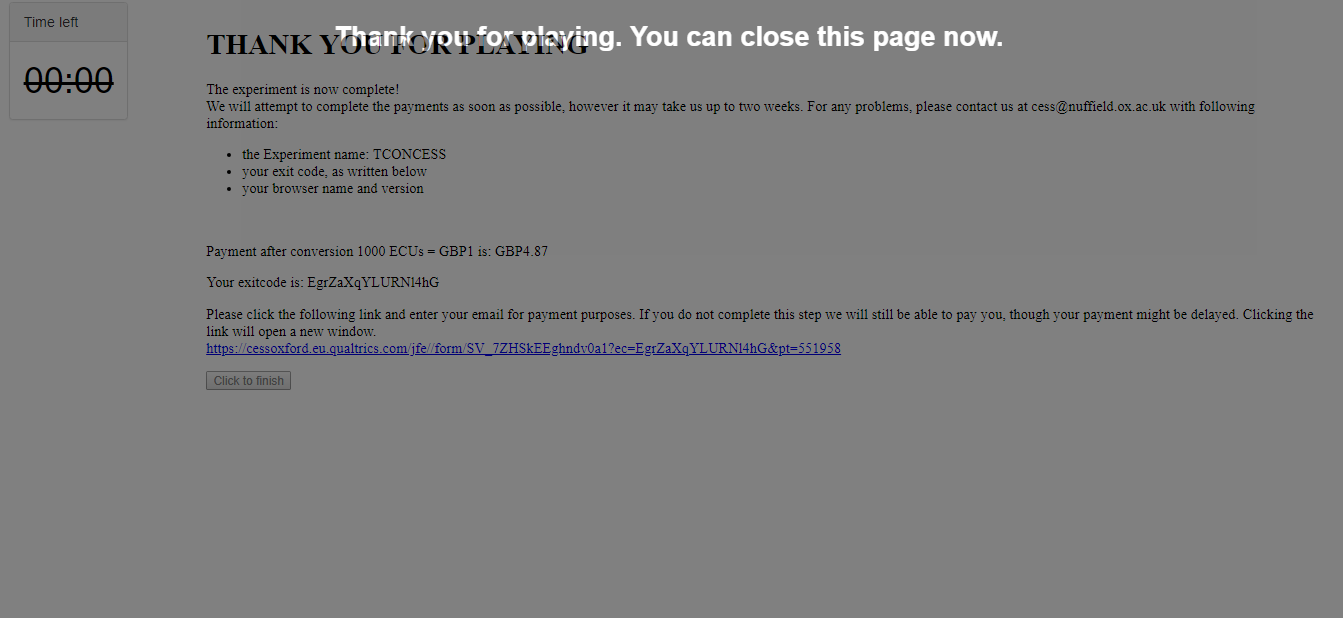 Time left
00:00
Thank you for playing. You can close this page now.
THANK YOU FOR PLAYING
The experiment is now complete!
We will attempt to complete the payments as soon as possible, however it may take us up to two weeks. For any problems, please contact us at cess@nuffield.ox.ac.uk with following
information:
the Experiment name: TCONCESS
your exit code, as written below
your browser name and version
Payment after conversion 1000 ECUs = GBP1 is: GBP4.87
Your exitcode is: EgrZaXqYLURNl4hG
Please click the following link and enter your email for payment purposes. If you do not complete this step we will still be able to pay you, though your payment might be delayed. Clicking the
link will open a new window.
https://cessoxford.eu.qualtrics.com/jfe//form/SV_7ZHSkEEghndv0a1?ec=EgrZaXqYLURNl4hG&pt=551958
Click to finish